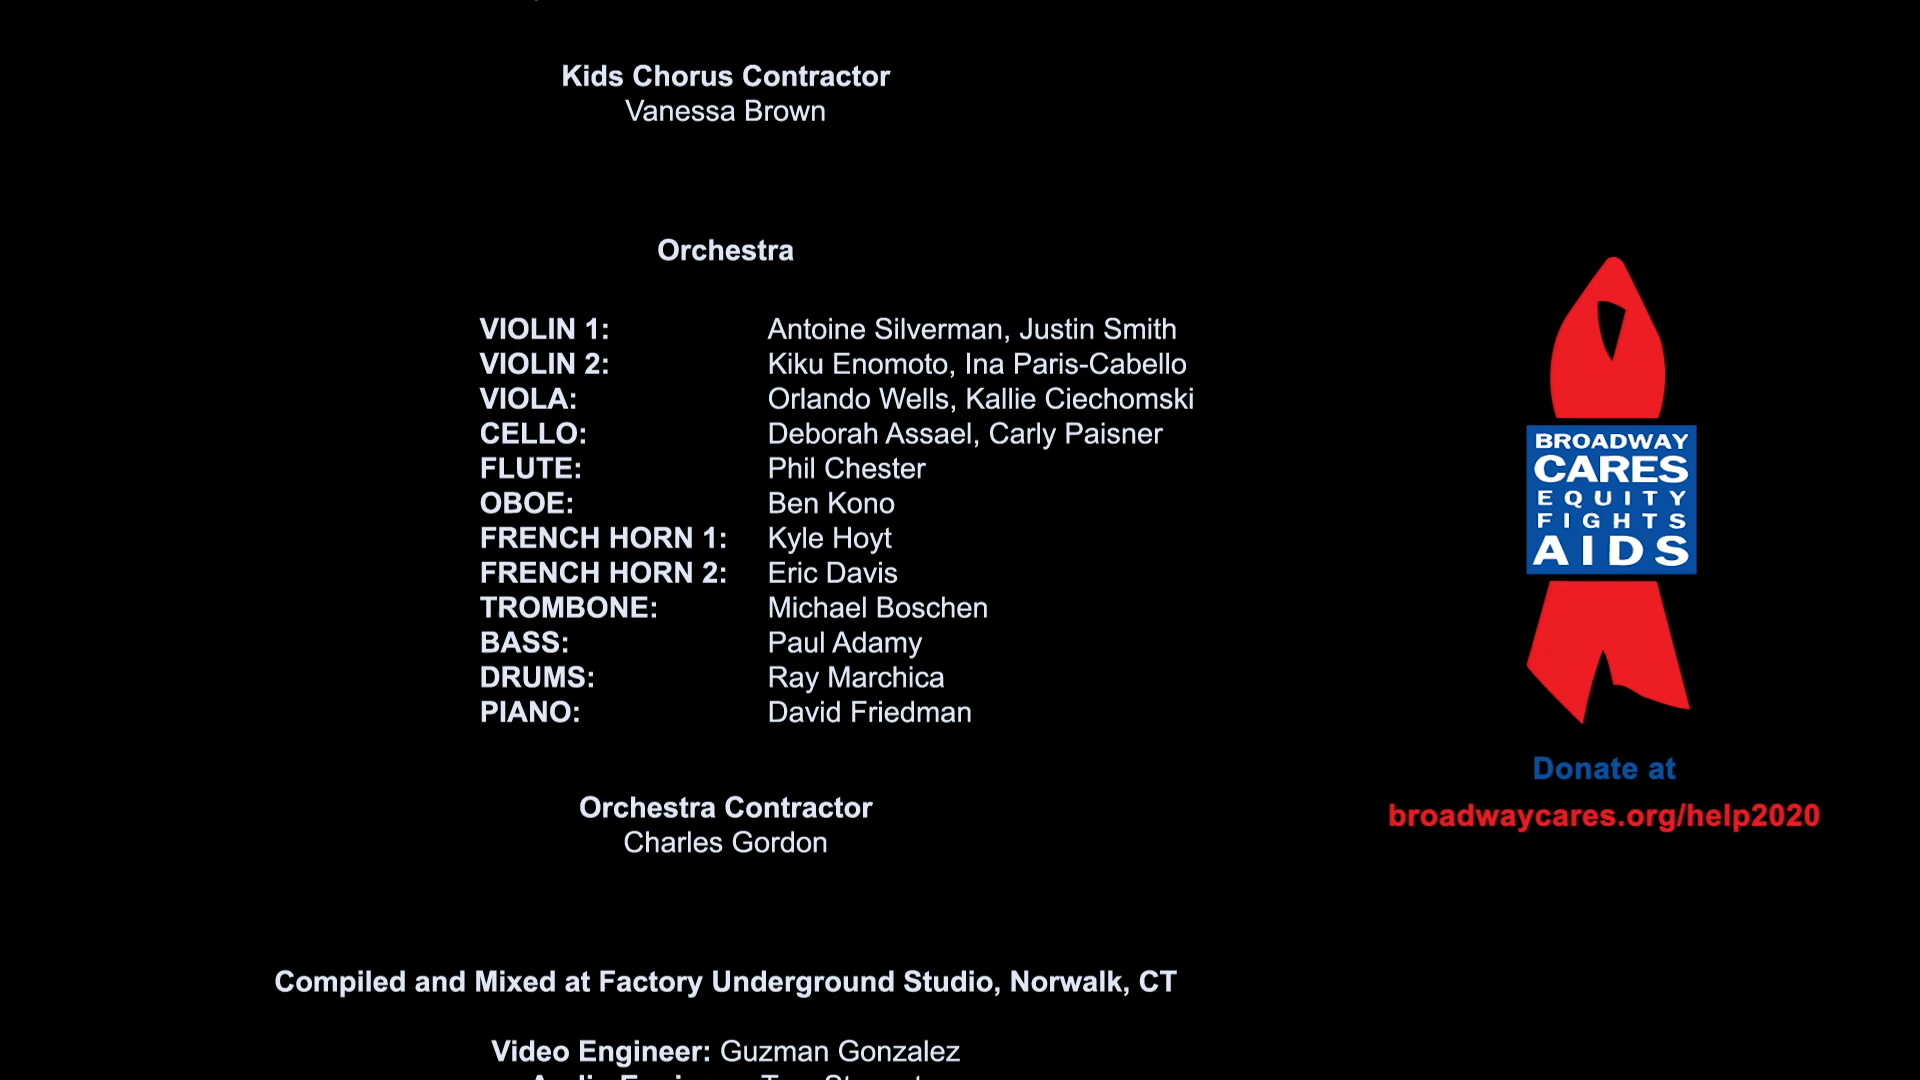 Kids Chorus Contractor
Vanessa Brown
Orchestra
VIOLIN 1: Antoine Silverman, Justin Smith
VIOLIN 2: Kiku Enomoto, Ina Paris-Cabello
VIOLA: Orlando Wells, Kallie Ciechomski
CELLO: Deborah Assael, Carly Paisner
FLUTE: Phil Chester
OBOE: Ben Kono
FRENCH HORN 1: Kyle Hoyt
FRENCH HORN 2: Eric Davis
TROMBONE: Michael Boschen
BASS: Paul Adamy
DRUMS: Ray Marchica
PIANO: David Friedman
Orchestra Contractor
Charles Gordon
Compiled and Mixed at Factory Underground Studio, Norwalk, CT
Video Engineer: Guzman Gonzalez
BROADWAY
CARES
EQUITY
FIGHTS
AIDS
Donate at
broadwaycares.org/help2020